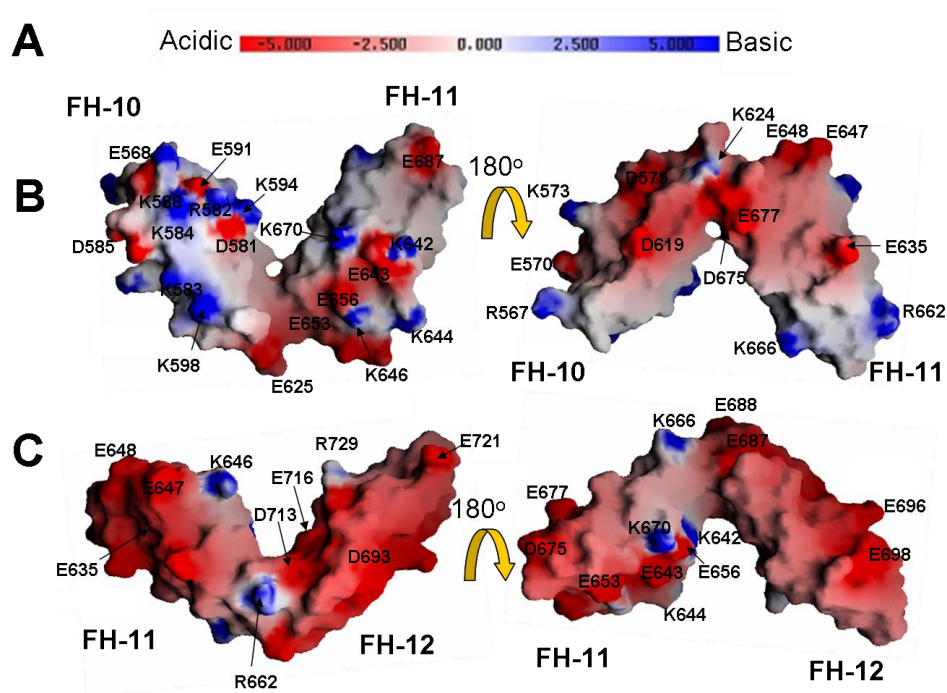 A
Acidic -5.000 -2.500 0.000 2.500 5.000 Basic
B
FH-10
FH-11
E568
E591
K594
K588
R582
K584
D581
D585
K670
K583
K598
E625
E687
K642
E643
E656
E653
K644
K646
180o
K624
E648
E647
K573
D575
E677
D619
E570
D675
E635
R567
R662
K666
FH-10
FH-11
C
E648
K646
E647
E716
R729
E721
D713
E635
D693
R662
FH-11
FH-12
180o
E688
K666
E687
E677
E696
K670
K642
D675
E698
E653
E643
E656
K644
FH-11
FH-12